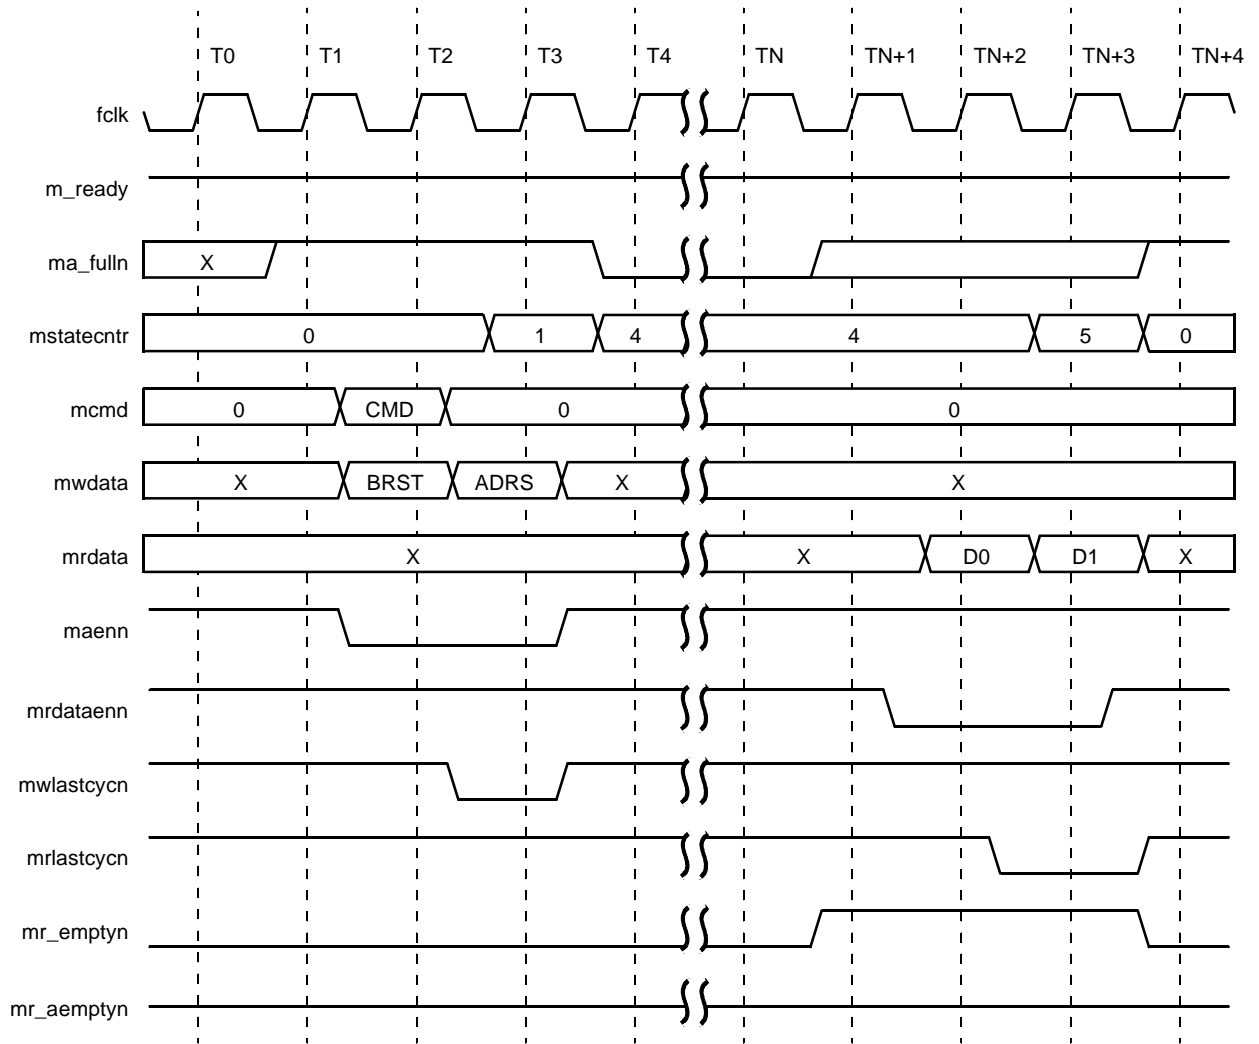 T0 T1 T2 T3 T4 TN TN+1 TN+2 TN+3 TN+4
fclk
m_ready
ma_fulln X
mstatecntr 0 1 4 4 5 0
mcmd 0 CMD 0 0
mwdata X BRST ADRS X X
mrdata X X D0 D1 X
maenn
mrdataenn
mwlastcycn
mrlastcycn
mr_emptyn
mr_aemptyn